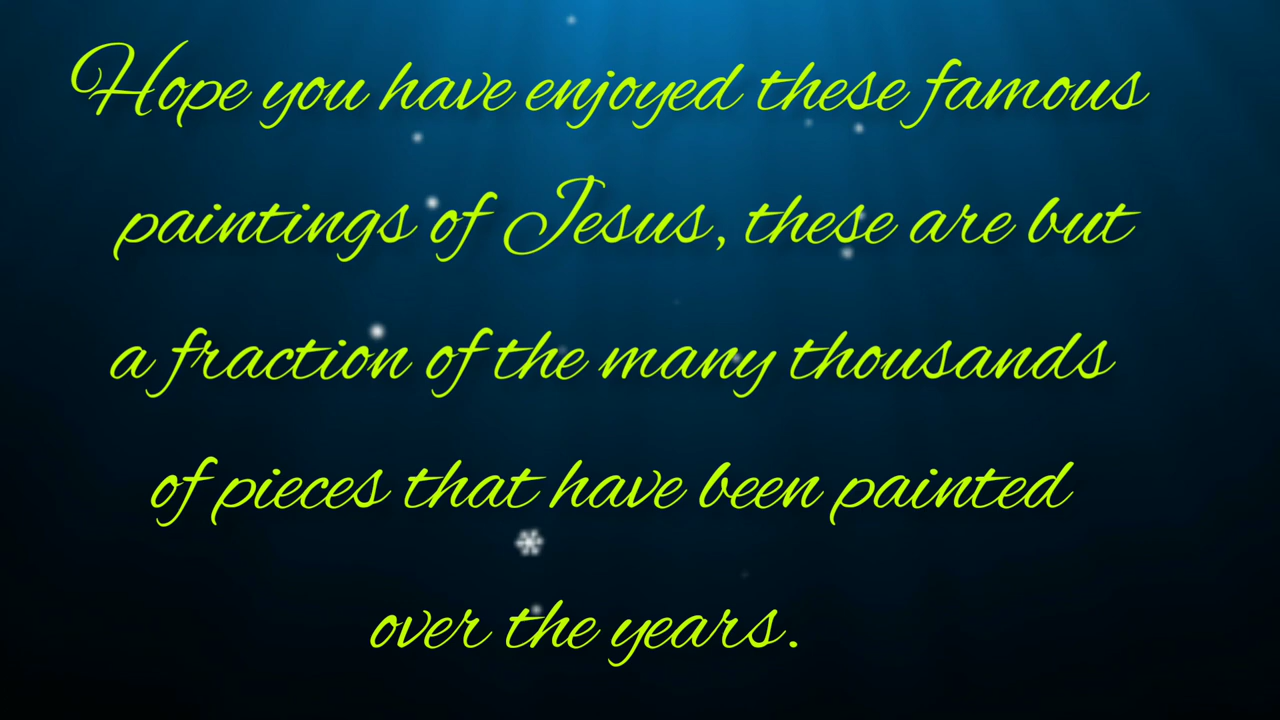 Hope you have enjoyed these famous
paintings of Jesus, these are but
a fraction of the many thousands
of pieces that have been painted
over the years.